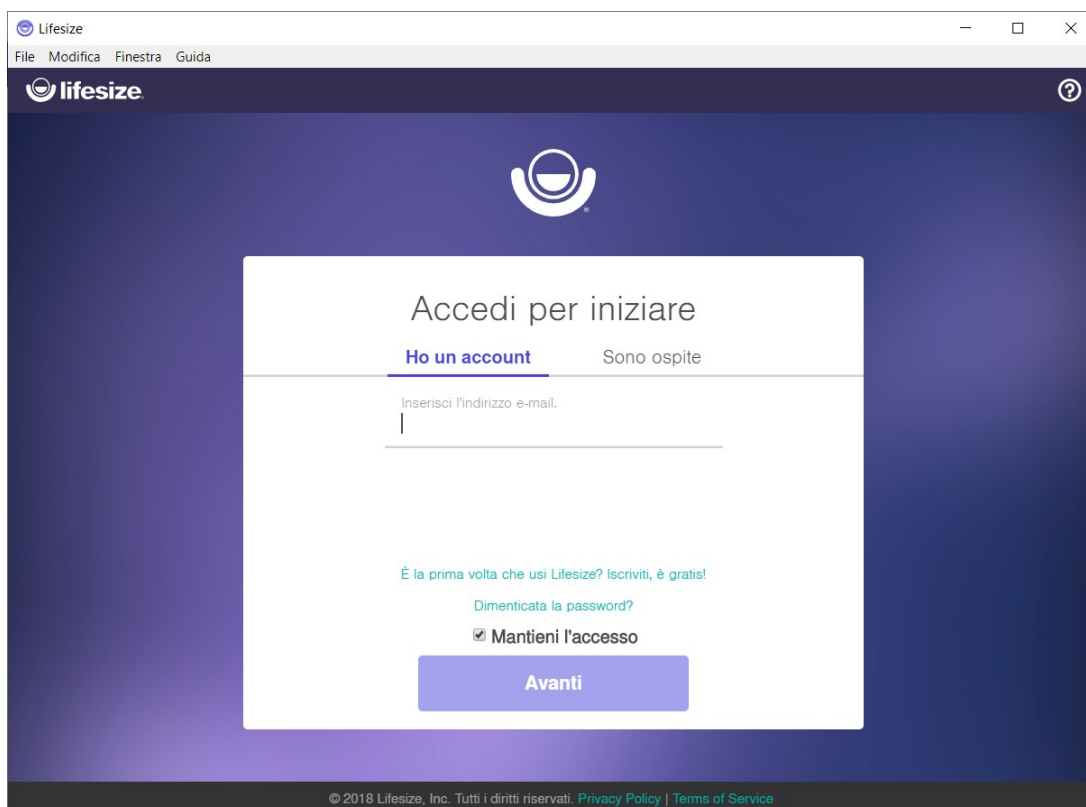 Lifesize
File Modifica Finestra Guida
lifesize.
Accedi per iniziare
Ho un account Sono ospite
Inserisci l'indirizzo e-mail.
È la prima volta che usi Lifesize? Iscriviti, è gratis!
Dimenticata la password?
Mantieni l'accesso
Avanti
© 2018 Lifesize, Inc. Tutti i diritti riservati. Privacy Policy | Terms of Service